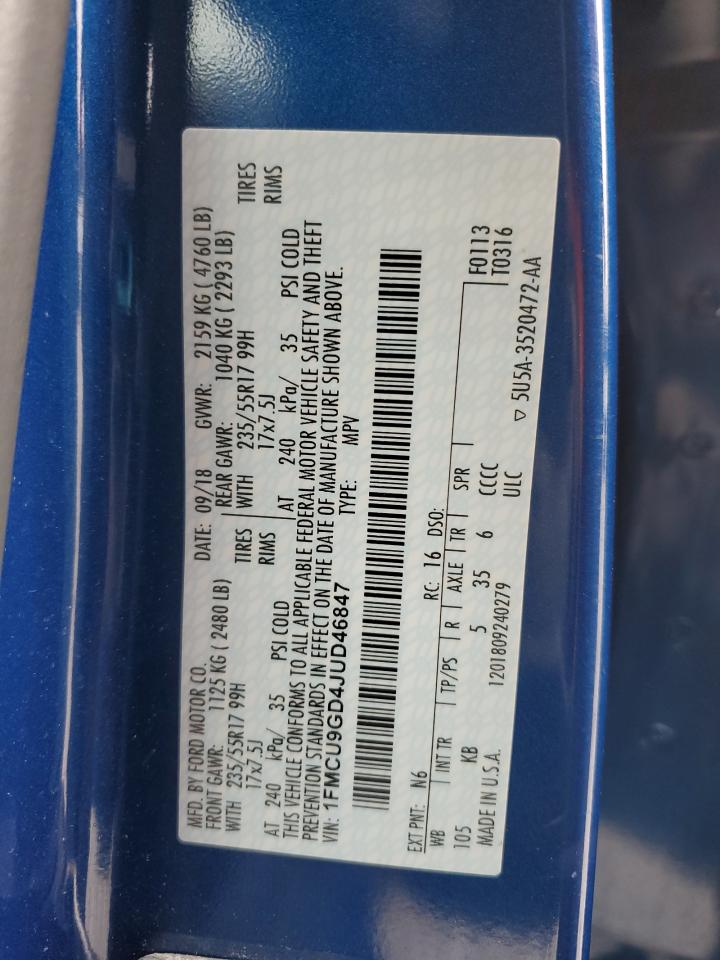 MFD. BY FORD MOTOR CO. DATE: 09/18 GVWR: 2159 KG ( 4760 LB)
FRONT GAWR: 1125 KG ( 2480 LB) REAR GAWR: 1040 KG ( 2293 LB)
WITH 235/55R17 99H TIRES WITH 235/55R17 99H TIRES
17x7.5J RIMS 17x7.5J RIMS
AT 240 kPa/ 35 PSI COLD AT 240 kPa/ 35 PSI COLD
THIS VEHICLE CONFORMS TO ALL APPLICABLE FEDERAL MOTOR VEHICLE SAFETY AND THEFT
PREVENTION STANDARDS IN EFFECT ON THE DATE OF MANUFACTURE SHOWN ABOVE.
VIN: 1FMCU9GD4JUD46847 TYPE: MPV
EXT PNT: N6 RC: 16 DSO:
WB INT TR TP/PS R AXLE TR SPR F0113
105 KB 5 35 6 CCCC T0316
MADE IN U.S.A. 1201809240279 ULC ▽ 5U5A-3520472-AA